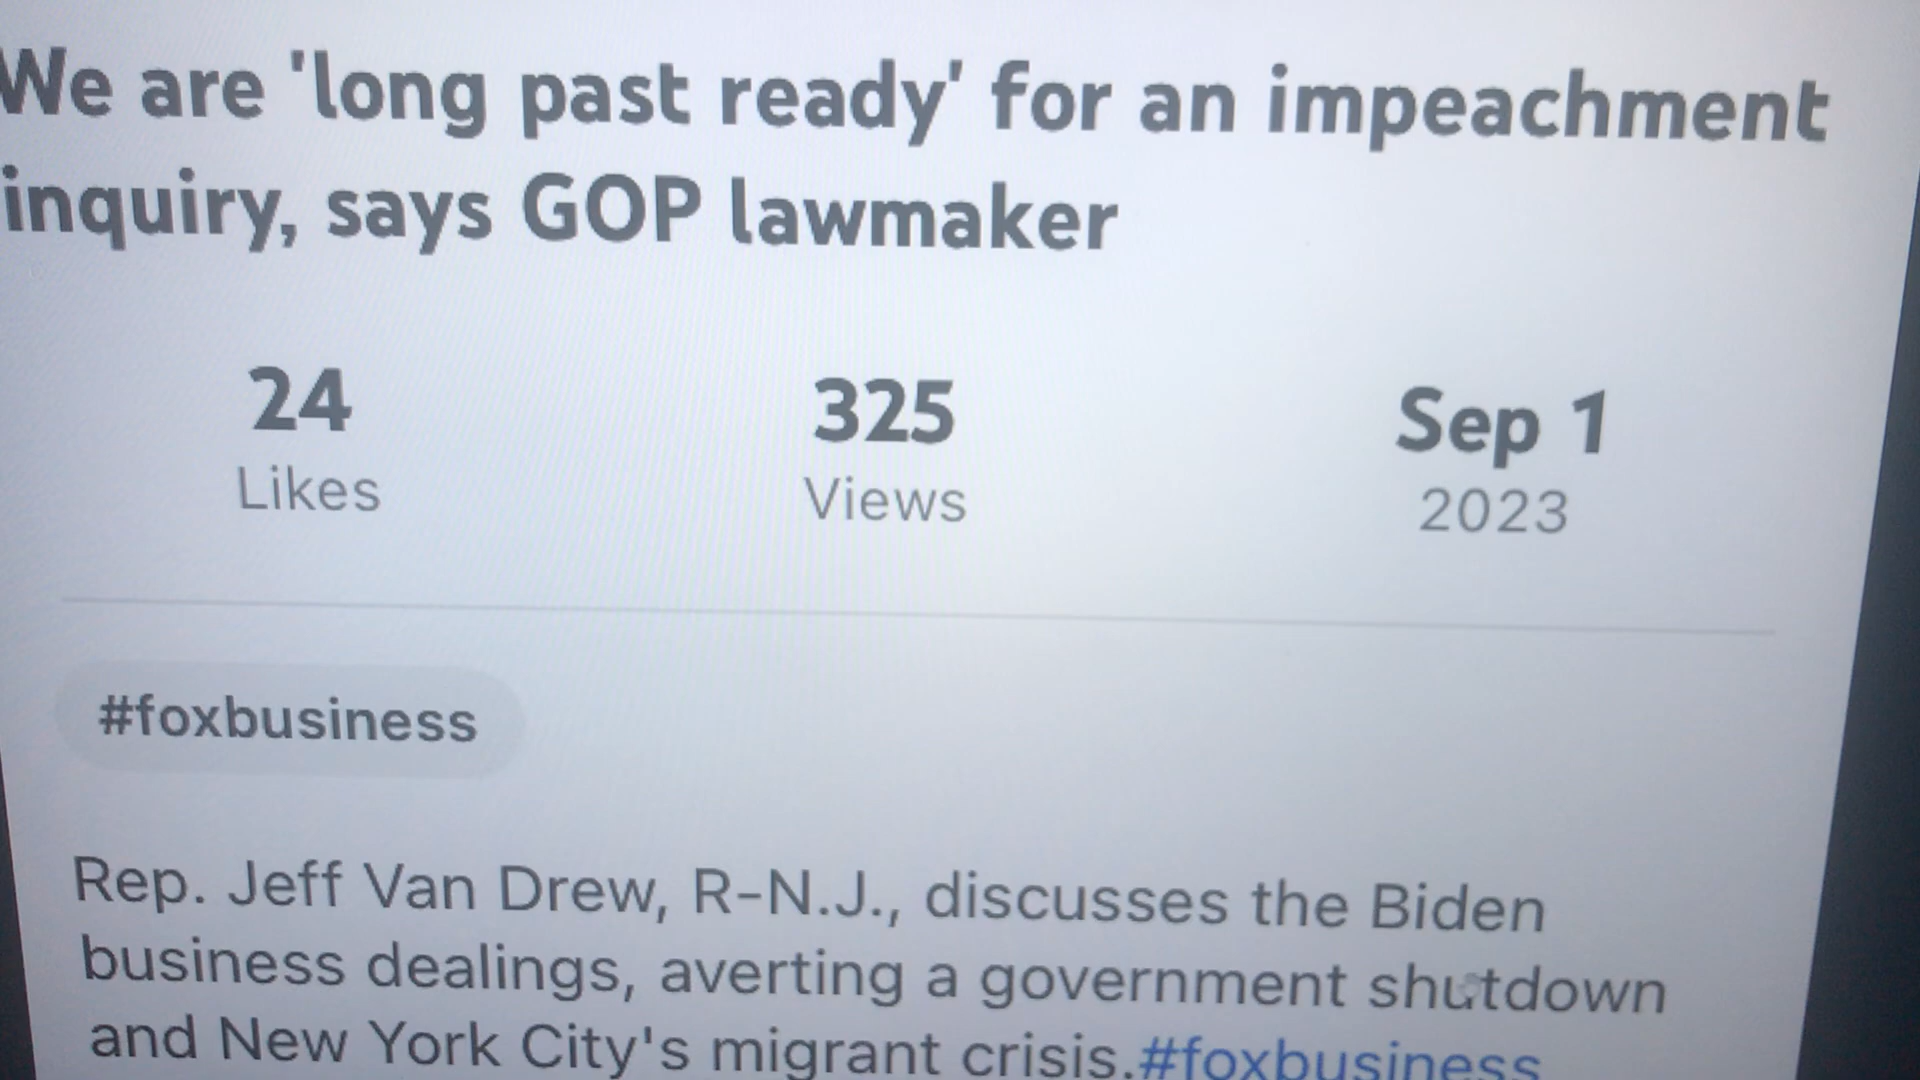 We are 'long past ready' for an impeachment
inquiry, says GOP lawmaker
24
Likes
325
Views
Sep 1
2023
#foxbusiness
Rep. Jeff Van Drew, R-N.J., discusses the Biden
business dealings, averting a government shutdown
and New York City's migrant crisis.#foxbusiness